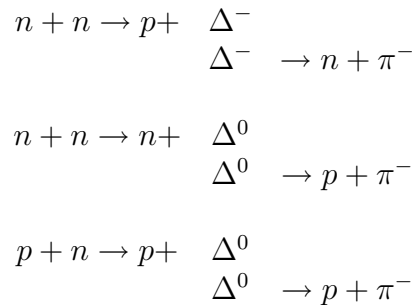 n + n → p+ Δ⁻
Δ⁻ → n + π⁻
n + n → n+ Δ⁰
Δ⁰ → p + π⁻
p + n → p+ Δ⁰
Δ⁰ → p + π⁻